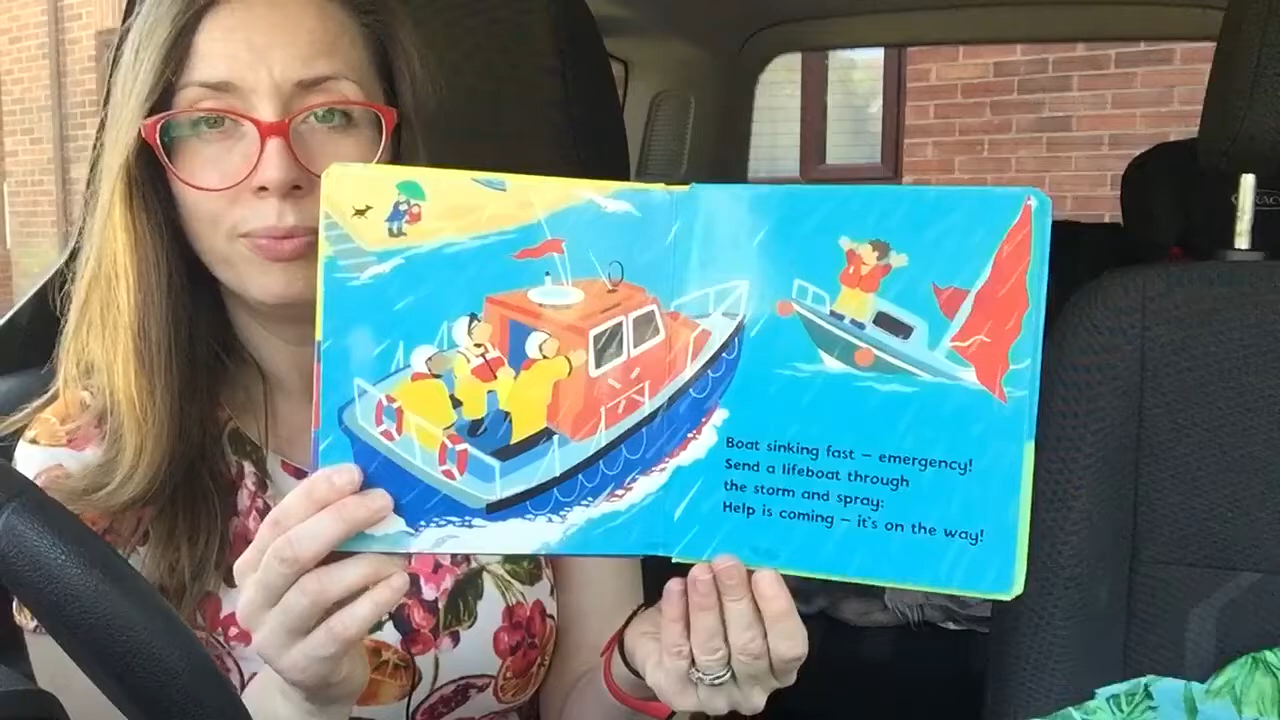 Boat sinking fast – emergency!
Send a lifeboat through
the storm and spray:
Help is coming – it's on the way!